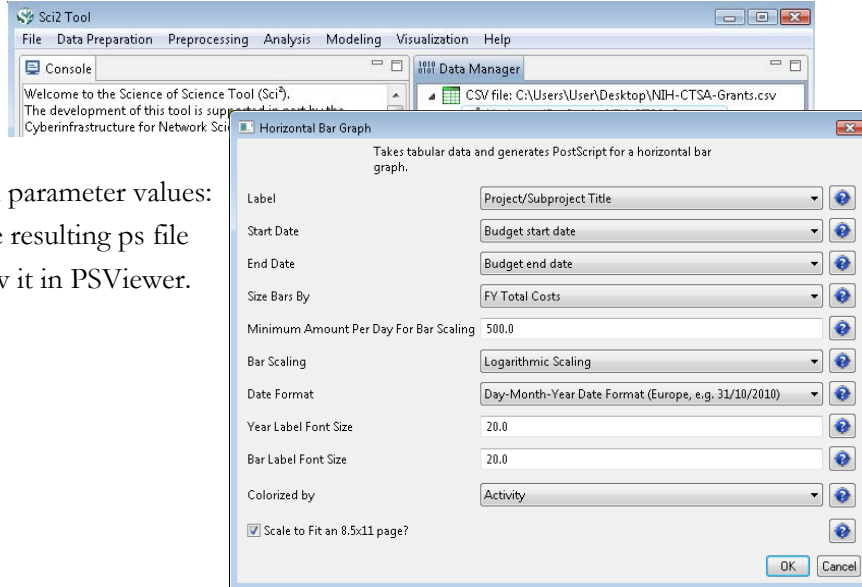 Sci2 Tool
File Data Preparation Preprocessing Analysis Modeling Visualization Help
Console
Data Manager
Welcome to the Science of Science Tool (Sci²).
The development of this tool is supported in part by the
Cyberinfrastructure for Network Sci
CSV file: C:\Users\User\Desktop\NIH-CTSA-Grants.csv
parameter values:
resulting ps file
it in PSViewer.
Horizontal Bar Graph
Takes tabular data and generates PostScript for a horizontal bar
graph.
Label Project/Subproject Title
Start Date Budget start date
End Date Budget end date
Size Bars By FY Total Costs
Minimum Amount Per Day For Bar Scaling 500.0
Bar Scaling Logarithmic Scaling
Date Format Day-Month-Year Date Format (Europe, e.g. 31/10/2010)
Year Label Font Size 20.0
Bar Label Font Size 20.0
Colorized by Activity
Scale to Fit an 8.5x11 page?
OK Cancel